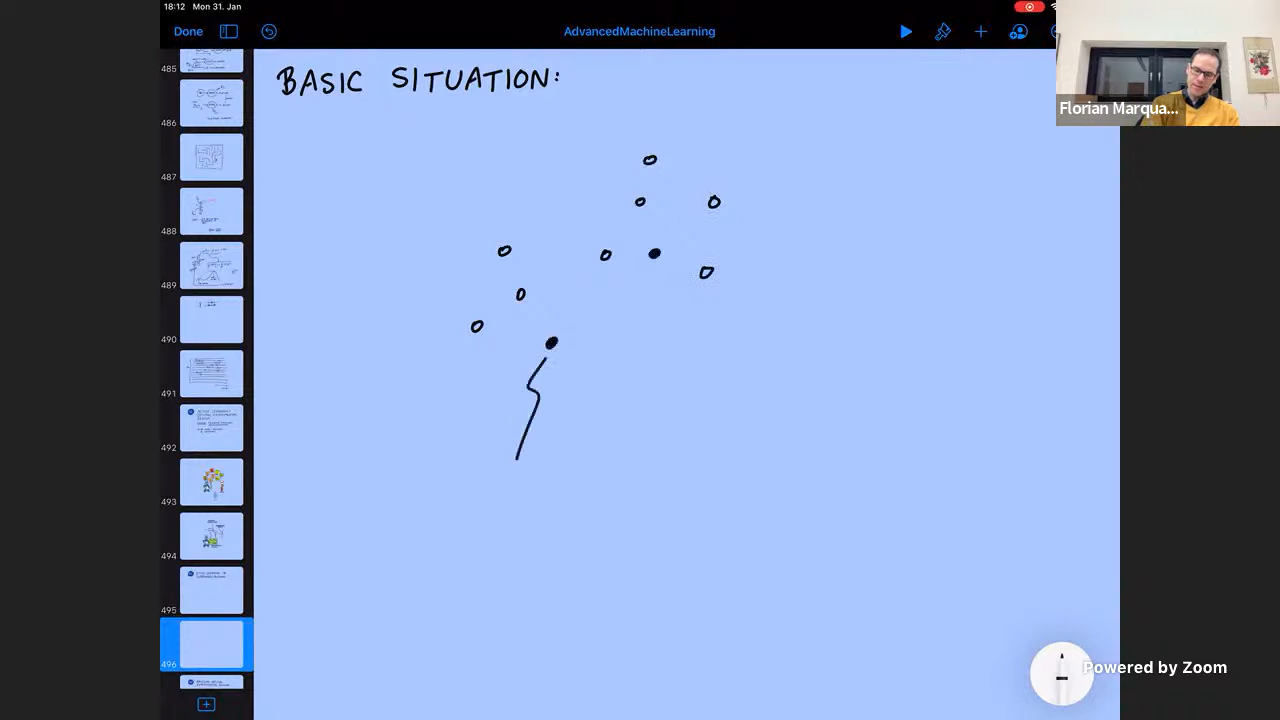 18:12 Mon 31. Jan
Done
AdvancedMachineLearning
BASIC SITUATION:
Florian Marqua...
485
486
487
488
489
490
491
492
493
494
495
496
Powered by Zoom